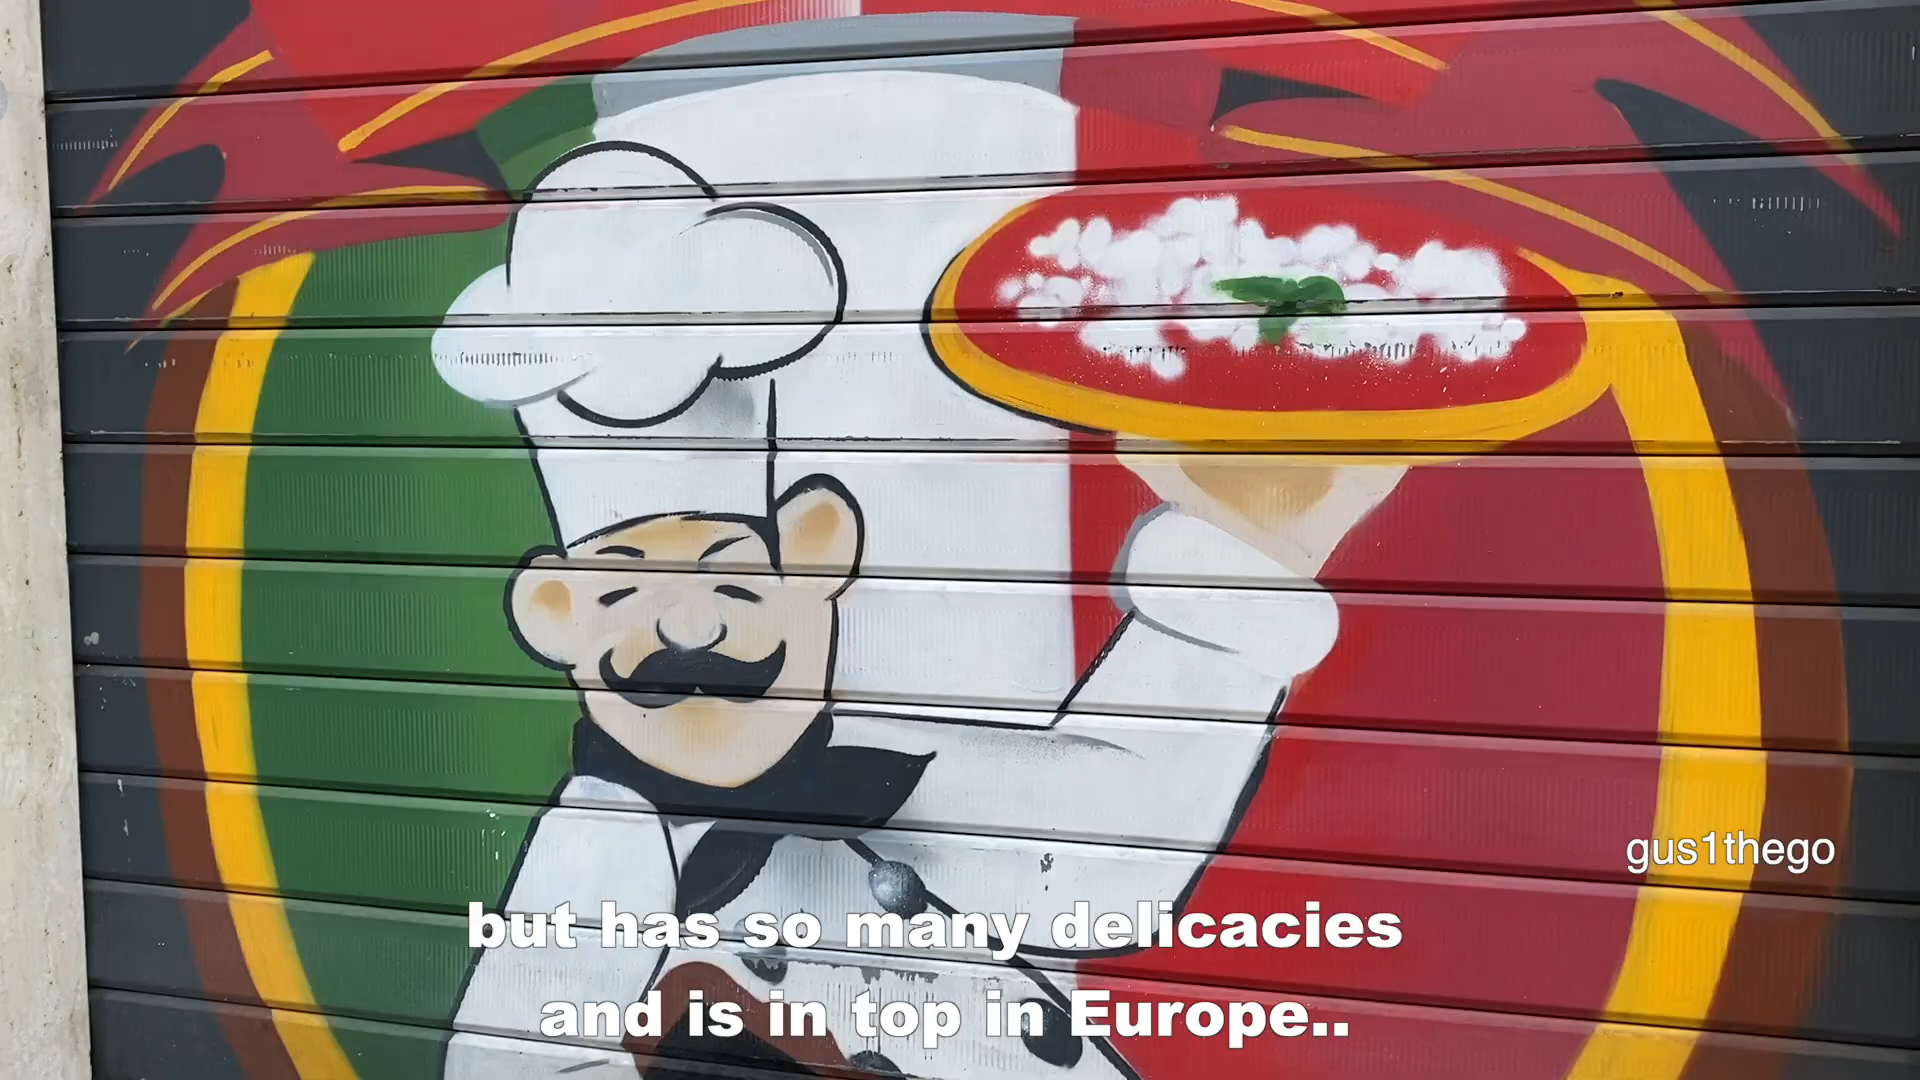 gus1thego
but has so many delicacies
and is in top in Europe..